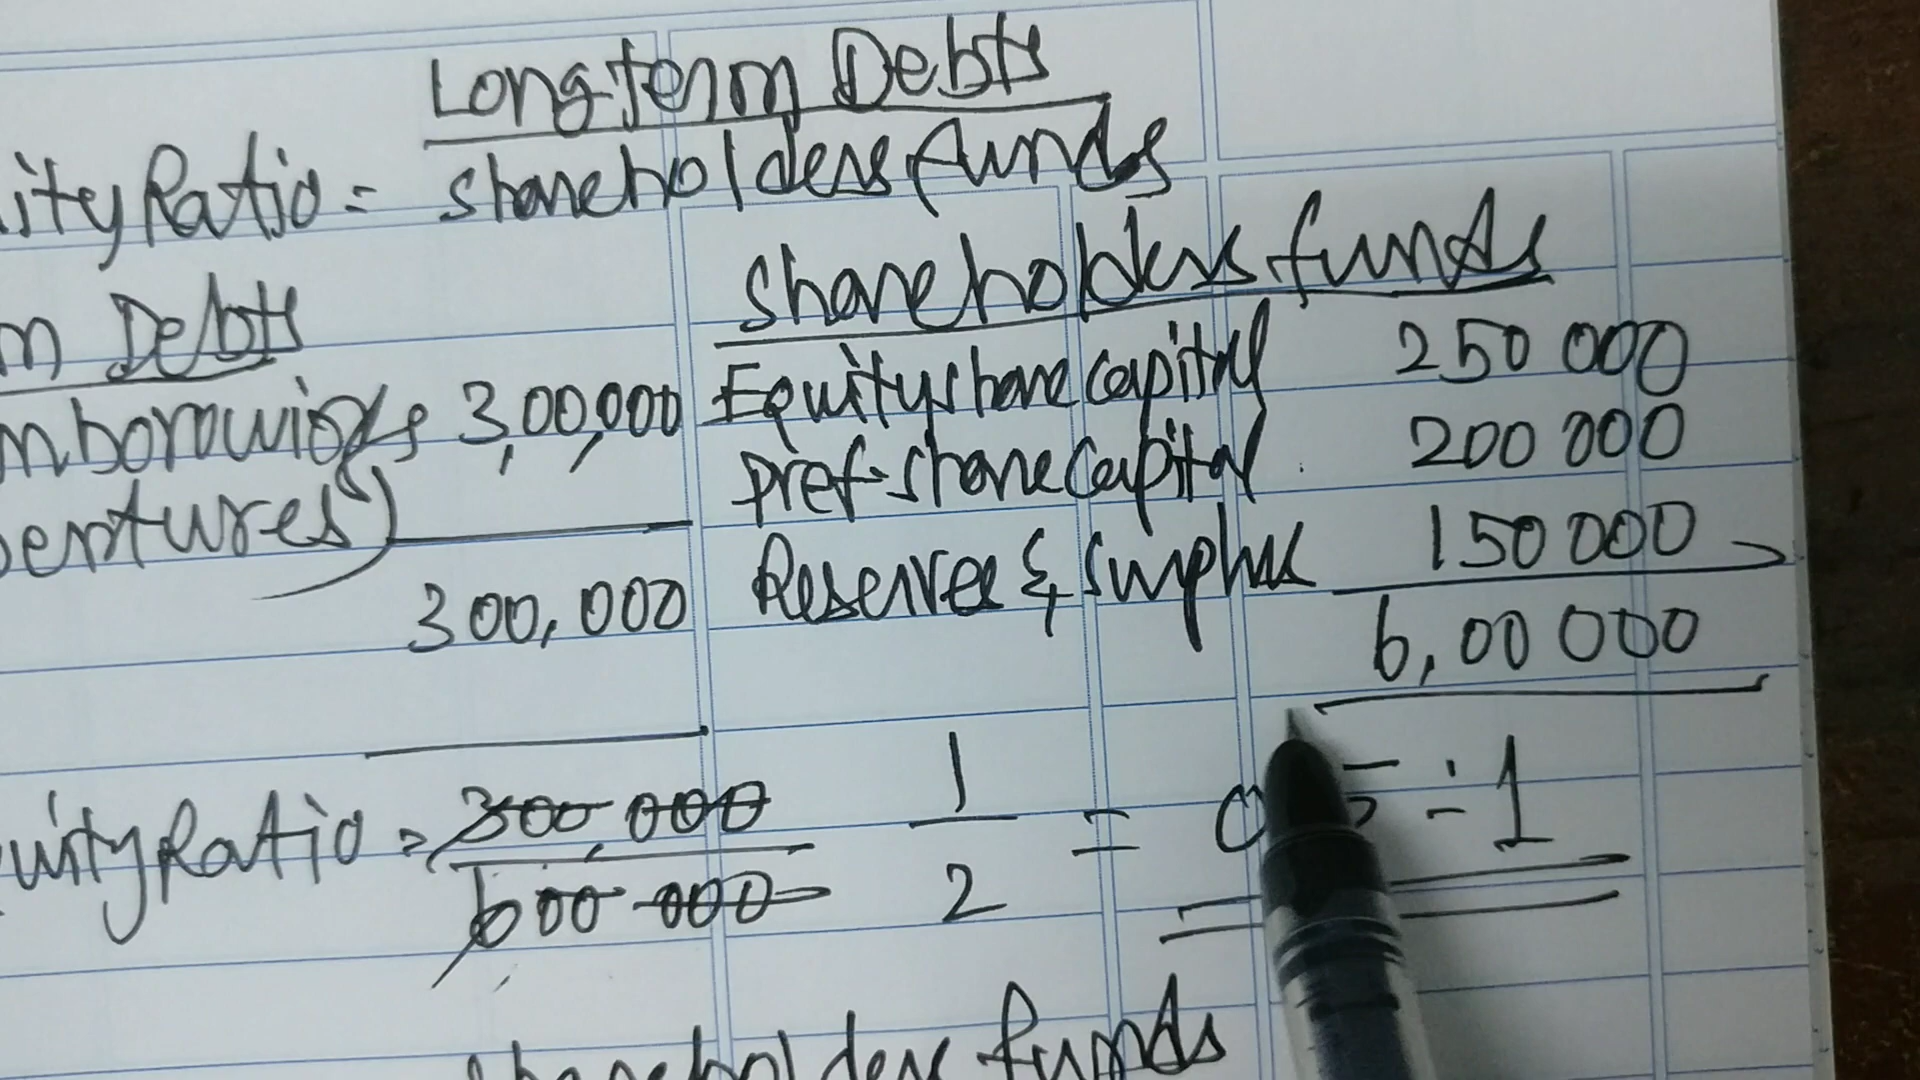 Long-term Debts
ity Ratio = Shareholders funds
Shareholders funds
m Debts
Equity share capital 250 000
m borrowings 3,00,000
Pref-share capital 200 000
entures)
Reserves & Surplus 150 000
300,000
6,00 000
uity Ratio = 300,000 / 600 000 1/2 = 0.5 : 1
Shareholders funds